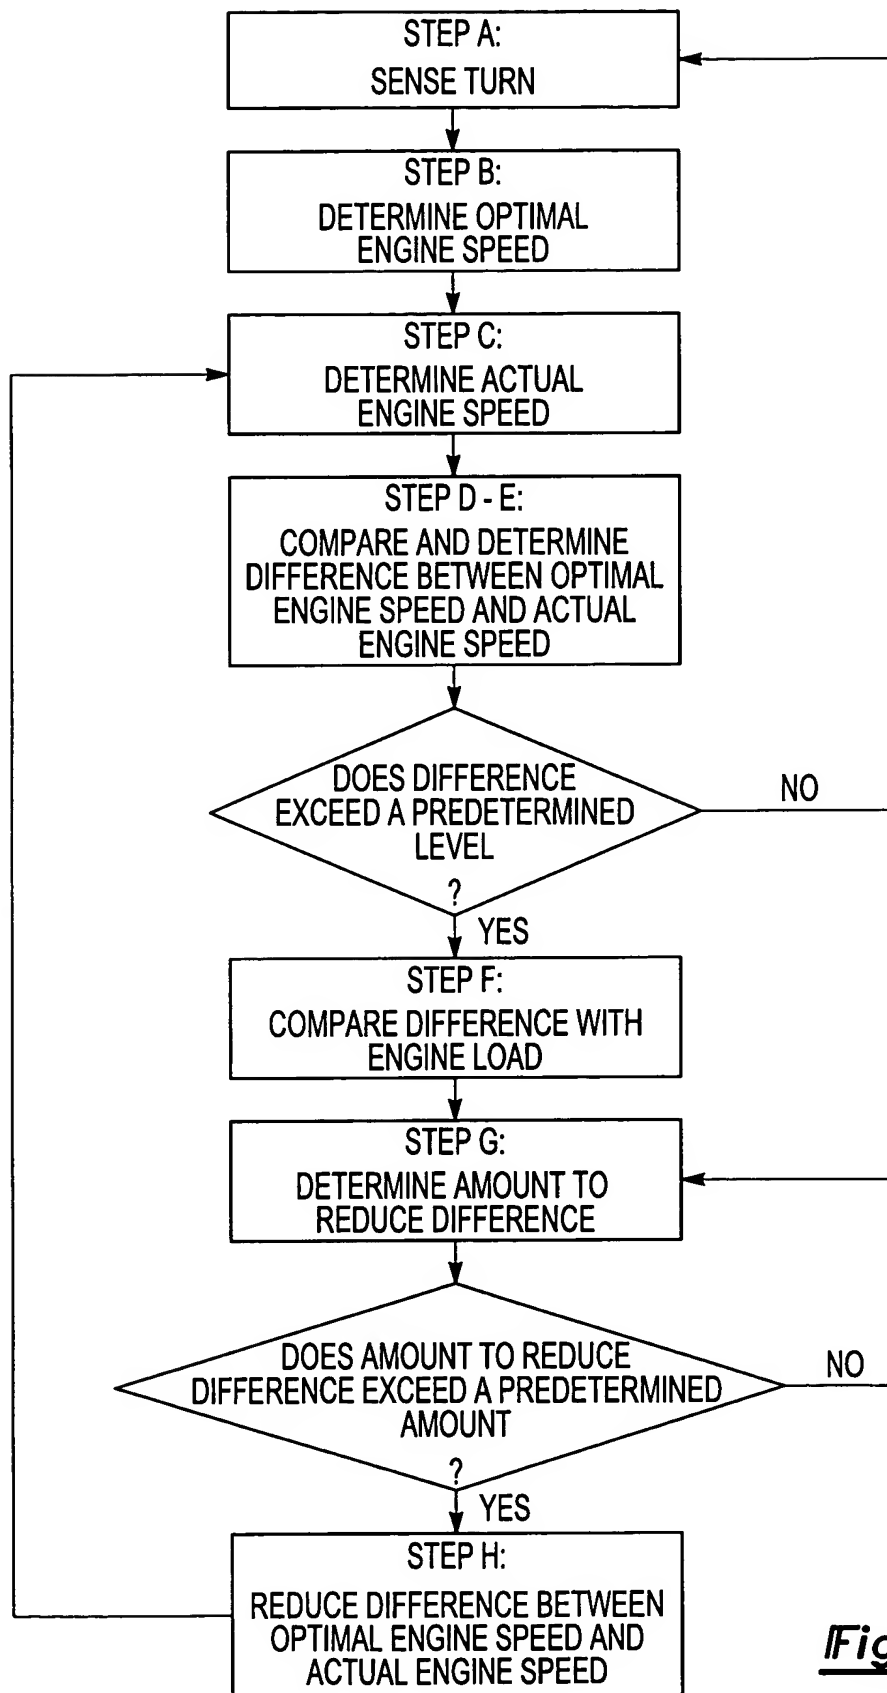 STEP A:
SENSE TURN
STEP B:
DETERMINE OPTIMAL
ENGINE SPEED
STEP C:
DETERMINE ACTUAL
ENGINE SPEED
STEP D - E:
COMPARE AND DETERMINE
DIFFERENCE BETWEEN OPTIMAL
ENGINE SPEED AND ACTUAL
ENGINE SPEED
DOES DIFFERENCE
EXCEED A PREDETERMINED
LEVEL
?
NO
YES
STEP F:
COMPARE DIFFERENCE WITH
ENGINE LOAD
STEP G:
DETERMINE AMOUNT TO
REDUCE DIFFERENCE
DOES AMOUNT TO REDUCE
DIFFERENCE EXCEED A PREDETERMINED
AMOUNT
?
NO
YES
STEP H:
REDUCE DIFFERENCE BETWEEN
OPTIMAL ENGINE SPEED AND
ACTUAL ENGINE SPEED
Fig